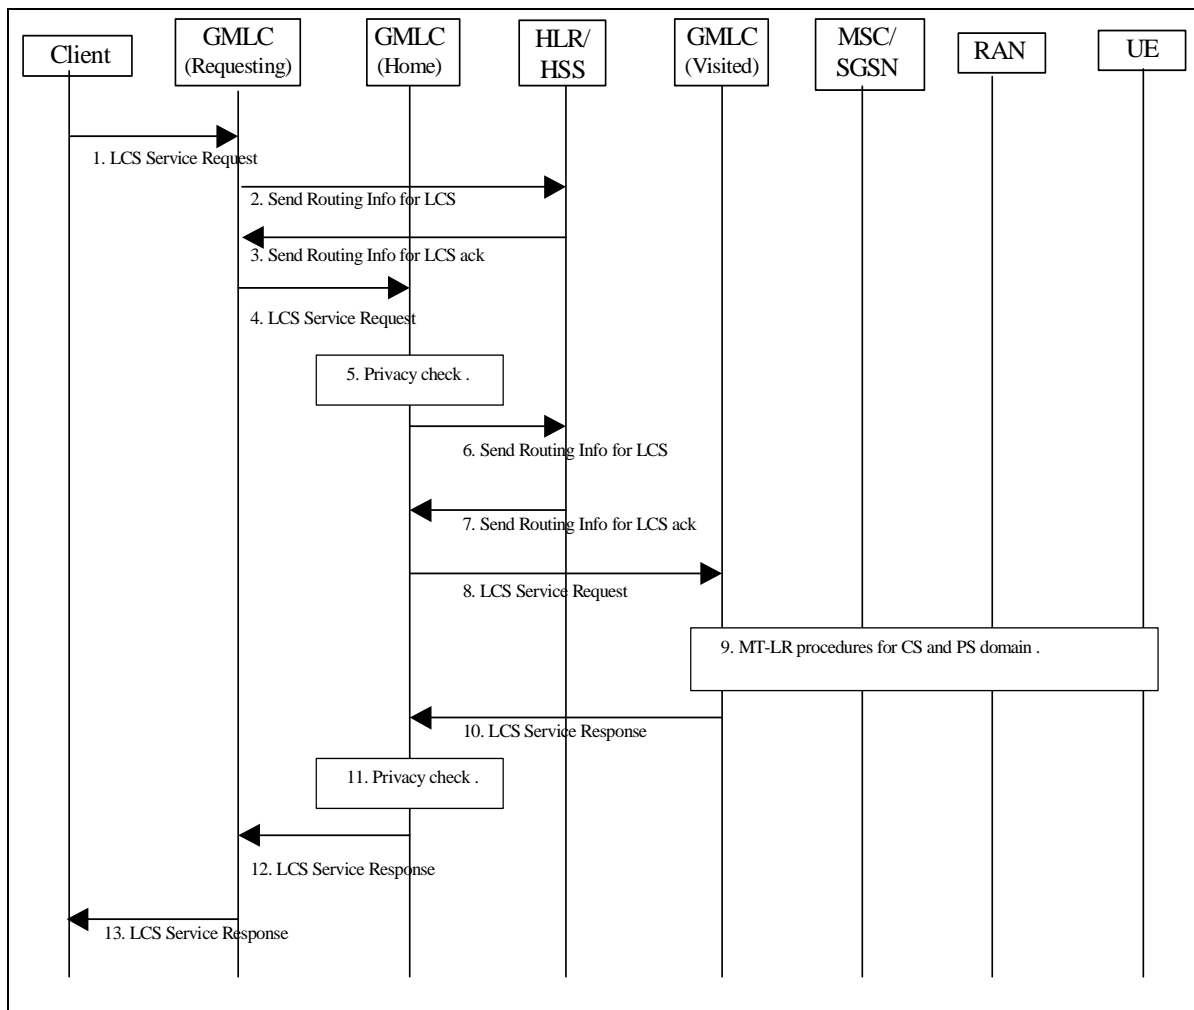 Client
GMLC
(Requesting)
GMLC
(Home)
HLR/
HSS
GMLC
(Visited)
MSC/
SGSN
RAN
UE
1. LCS Service Request
2. Send Routing Info for LCS
3. Send Routing Info for LCS ack
4. LCS Service Request
5. Privacy check .
6. Send Routing Info for LCS
7. Send Routing Info for LCS ack
8. LCS Service Request
9. MT-LR procedures for CS and PS domain .
10. LCS Service Response
11. Privacy check .
12. LCS Service Response
13. LCS Service Response